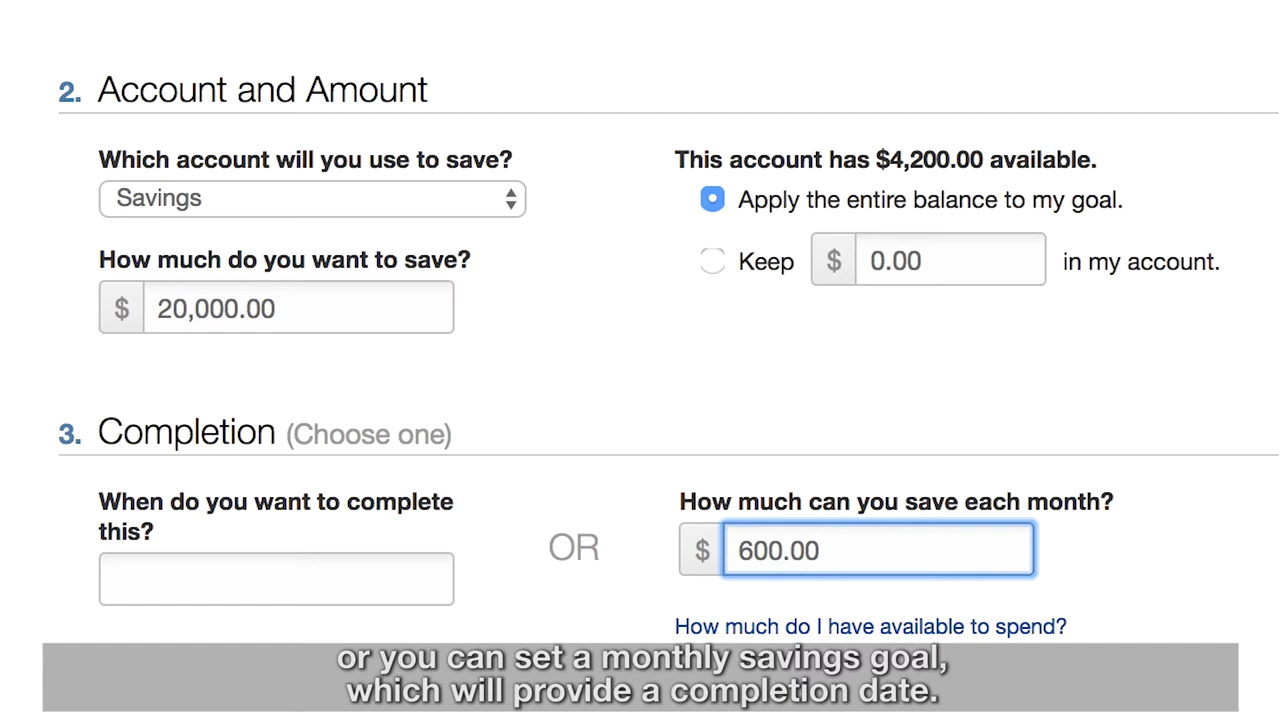 2. Account and Amount
Which account will you use to save?
Savings
How much do you want to save?
$ 20,000.00
This account has $4,200.00 available.
Apply the entire balance to my goal.
Keep $ 0.00 in my account.
3. Completion (Choose one)
When do you want to complete
this?
OR
How much can you save each month?
$ 600.00
How much do I have available to spend?
or you can set a monthly savings goal,
which will provide a completion date.